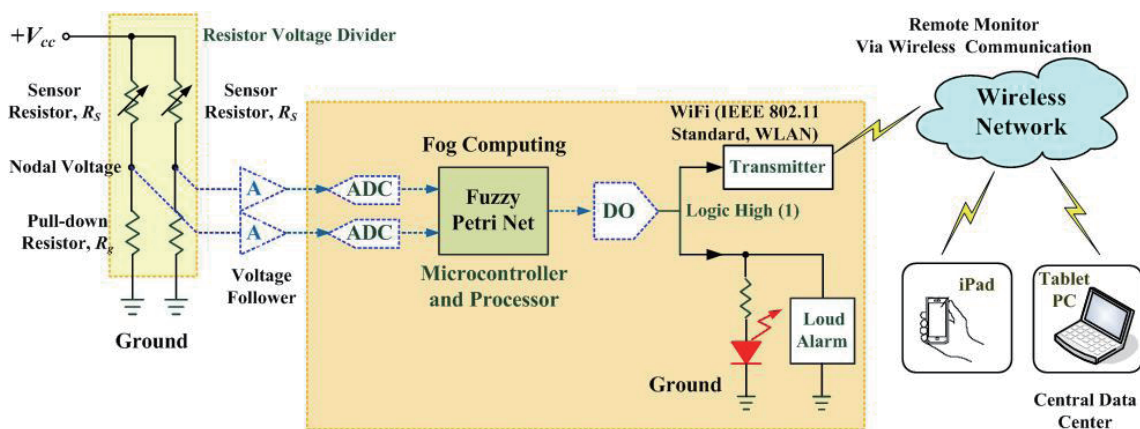 +Vcc
Resistor Voltage Divider
Sensor
Resistor, RS
Sensor
Resistor, RS
Nodal Voltage
Pull-down
Resistor, Rg
Ground
A
A
Voltage
Follower
ADC
ADC
Fog Computing
Fuzzy
Petri Net
Microcontroller
and Processor
DO
Logic High (1)
WiFi (IEEE 802.11
Standard, WLAN)
Transmitter
Loud
Alarm
Ground
Remote Monitor
Via Wireless Communication
Wireless
Network
iPad
Tablet
PC
Central Data
Center